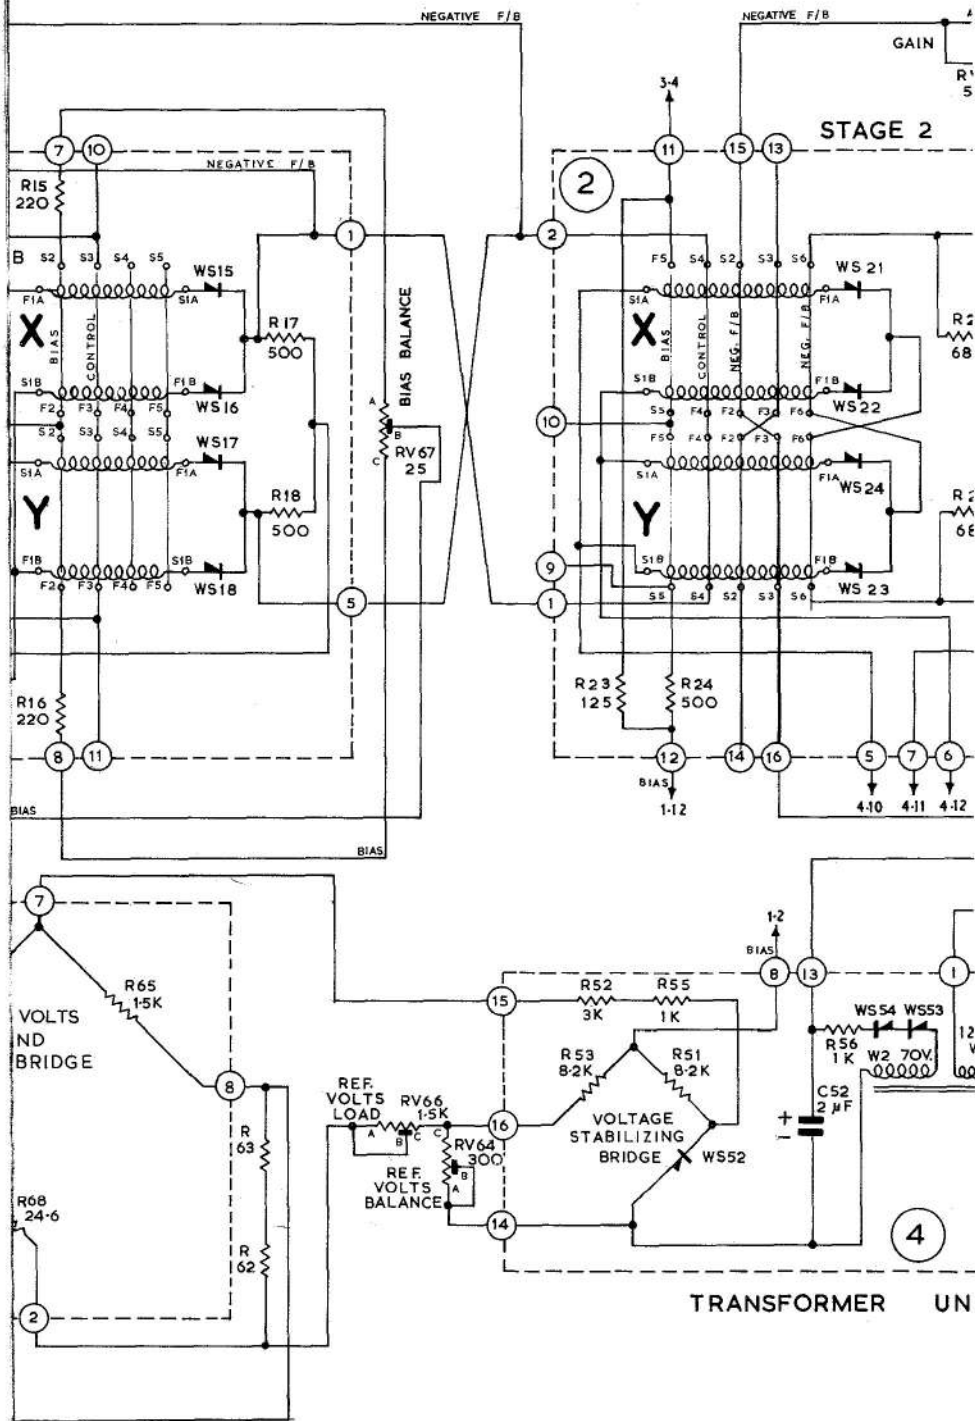 NEGATIVE F/B
NEGATIVE F/B
GAIN
3-4
STAGE 2
7
10
11
15
13
NEGATIVE F/B
2
R15
220
1
2
B
S2 S3 S4 S5
WS15
F5 S4 S2 S3 S6
WS 21
F1A
S1A
S1A
F1A
X
BIAS
CONTROL
R17
500
BIAS BALANCE
X
BIAS
CONTROL
NEG. F/B
NEG. F/B
68
S1B
F1B
WS16
A
S1B
F1B
WS22
F2 F3 F4 F5
S5 F4 F2 F3 F6
S2 S3 S4 S5
B
10
F5 F4 F2 F3 F6
WS17
C
RV67
25
S1A
F1A
S1A
F1A
WS24
Y
R18
500
Y
F1B
S1B
WS18
9
S1B
F1B
WS 23
F2 F3 F4 F5
5
1
S5 S4 S2 S3 S6
R16
220
R23
125
R24
500
8
11
12
14
16
5
7
6
BIAS
1-12
4-10
4-11
4-12
BIAS
BIAS
7
1-2
BIAS
8
13
1
R65
1·5K
15
R52
3K
R55
1K
WS54
WS53
VOLTS
ND
BRIDGE
R56
1K
W2 70V.
R53
8·2K
R51
8·2K
8
REF.
VOLTS
LOAD
RV66
1·5K
A
B
C
C
16
C52
2 µF
+
−
R
63
RV64
300
B
A
VOLTAGE
STABILIZING
BRIDGE
WS52
REF.
VOLTS
BALANCE
R68
24·6
14
4
R
62
2
TRANSFORMER UN